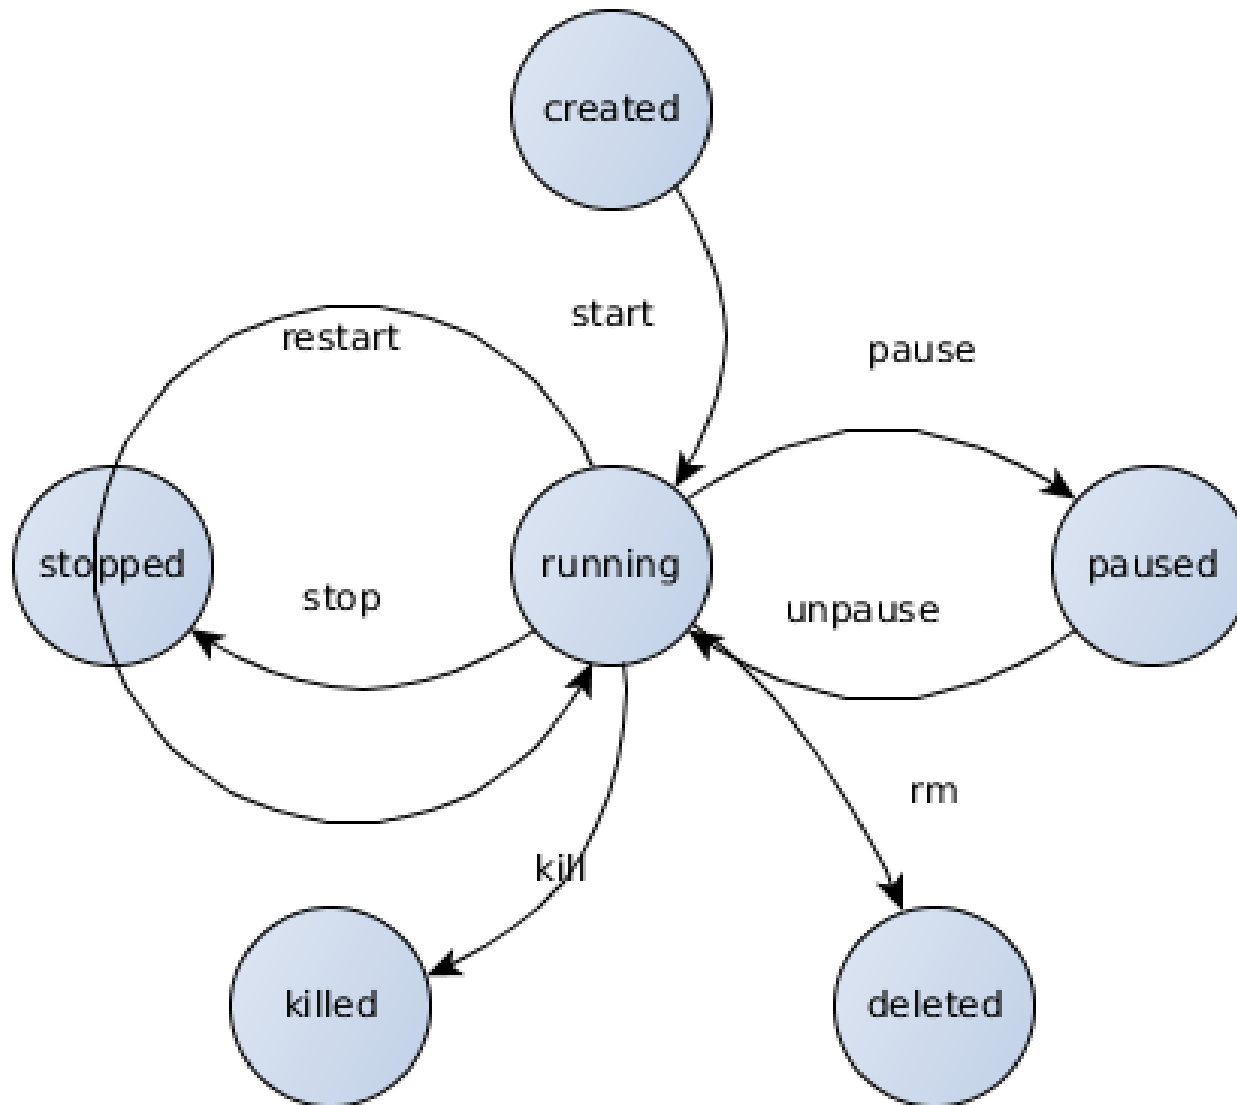 created
start
restart
pause
stopped
running
paused
stop
unpause
rm
kill
killed
deleted